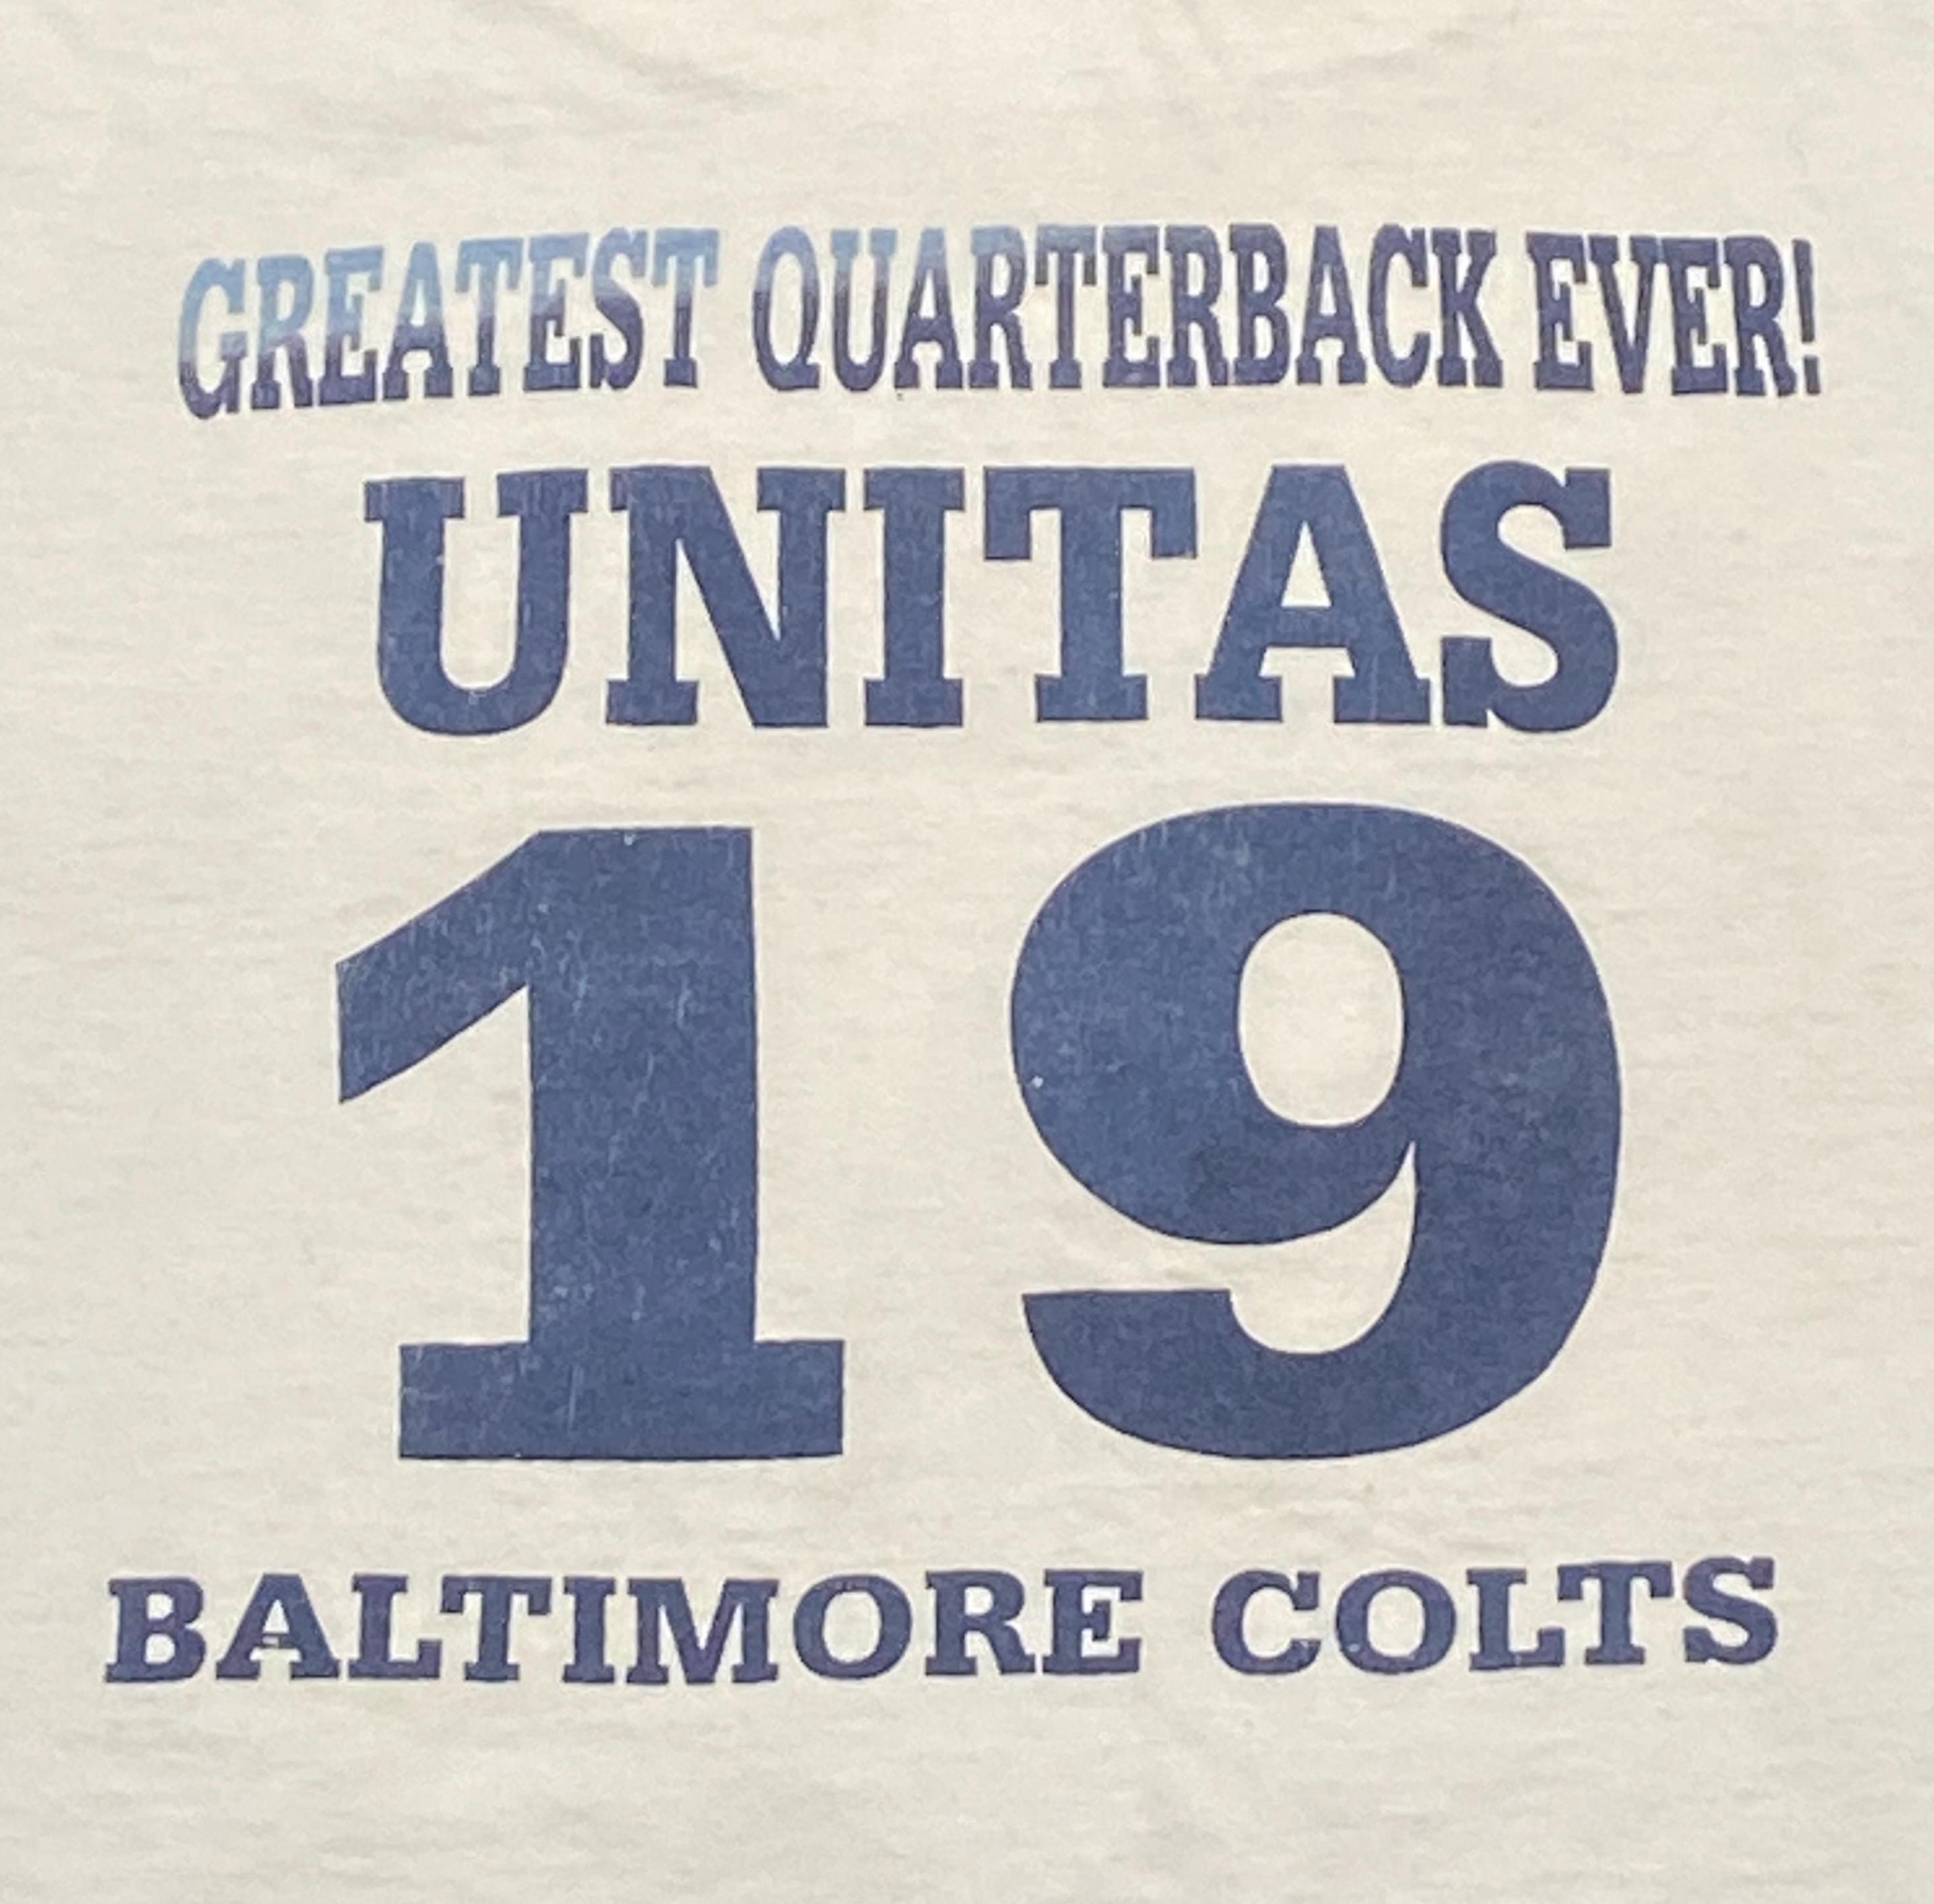 GREATEST QUARTERBACK EVER!
UNITAS
19
BALTIMORE COLTS